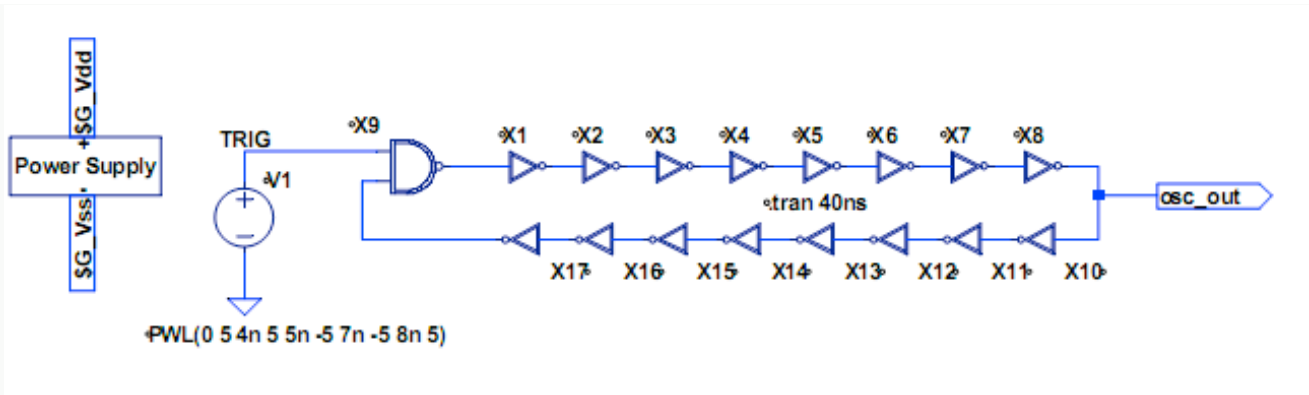 $G_Vdd
+
Power Supply
-
$G_Vss
TRIG
V1
+
PWL(0 5 4n 5 5n -5 7n -5 8n 5)
X9
X1 X2 X3 X4 X5 X6 X7 X8
.tran 40ns
osc_out
X17 X16 X15 X14 X13 X12 X11 X10